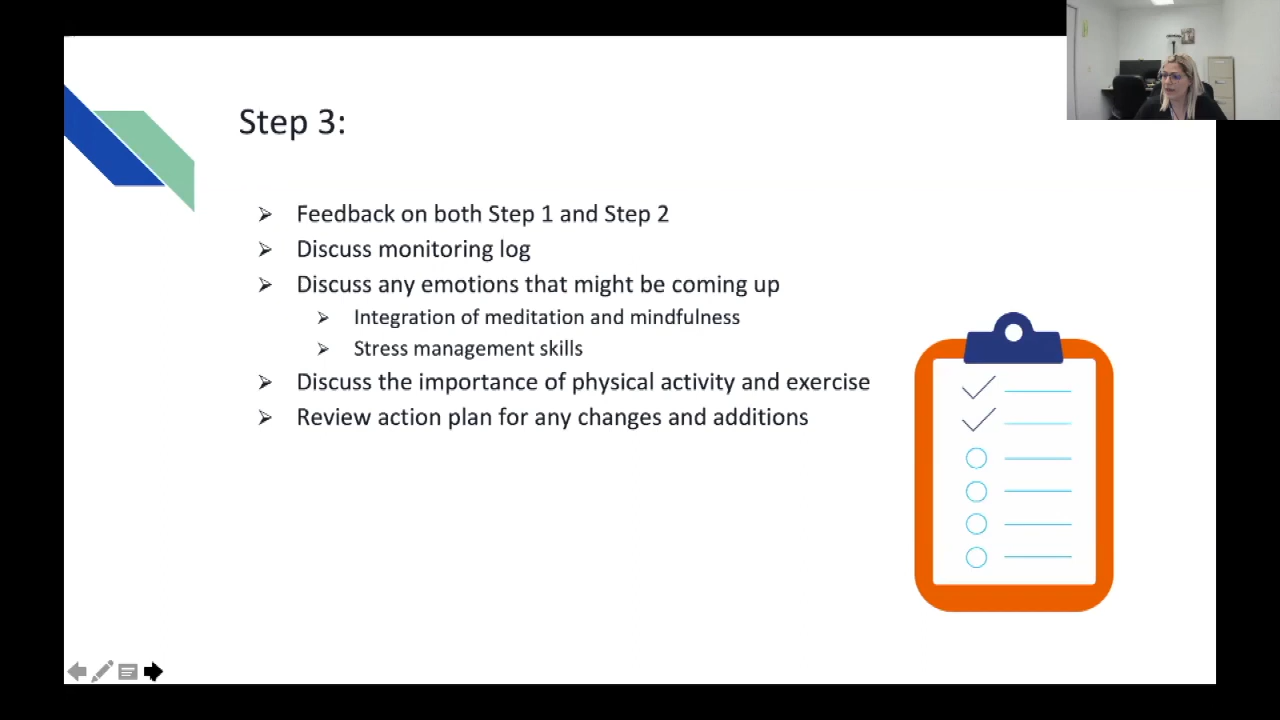 Step 3:
Feedback on both Step 1 and Step 2
Discuss monitoring log
Discuss any emotions that might be coming up
Integration of meditation and mindfulness
Stress management skills
Discuss the importance of physical activity and exercise
Review action plan for any changes and additions